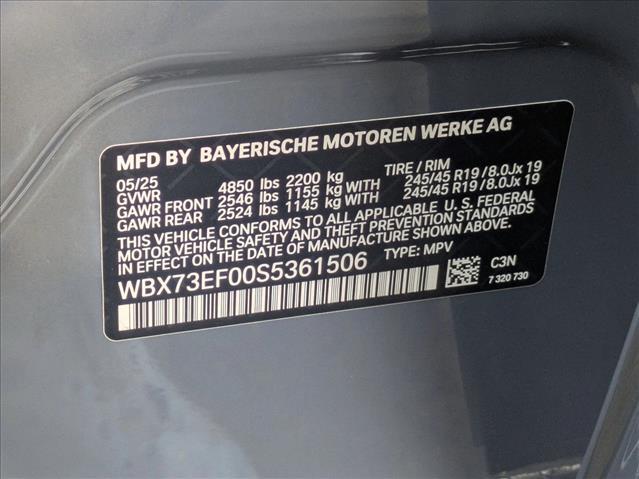 MFD BY BAYERISCHE MOTOREN WERKE AG
05/25 TIRE / RIM
GVWR 4850 lbs 2200 kg
GAWR FRONT 2546 lbs 1155 kg WITH 245/45 R19 / 8.0Jx 19
GAWR REAR 2524 lbs 1145 kg WITH 245/45 R19 / 8.0Jx 19
THIS VEHICLE CONFORMS TO ALL APPLICABLE U. S. FEDERAL
MOTOR VEHICLE SAFETY AND THEFT PREVENTION STANDARDS
IN EFFECT ON THE DATE OF MANUFACTURE SHOWN ABOVE.
WBX73EF00S5361506 TYPE: MPV
C3N
7 320 730